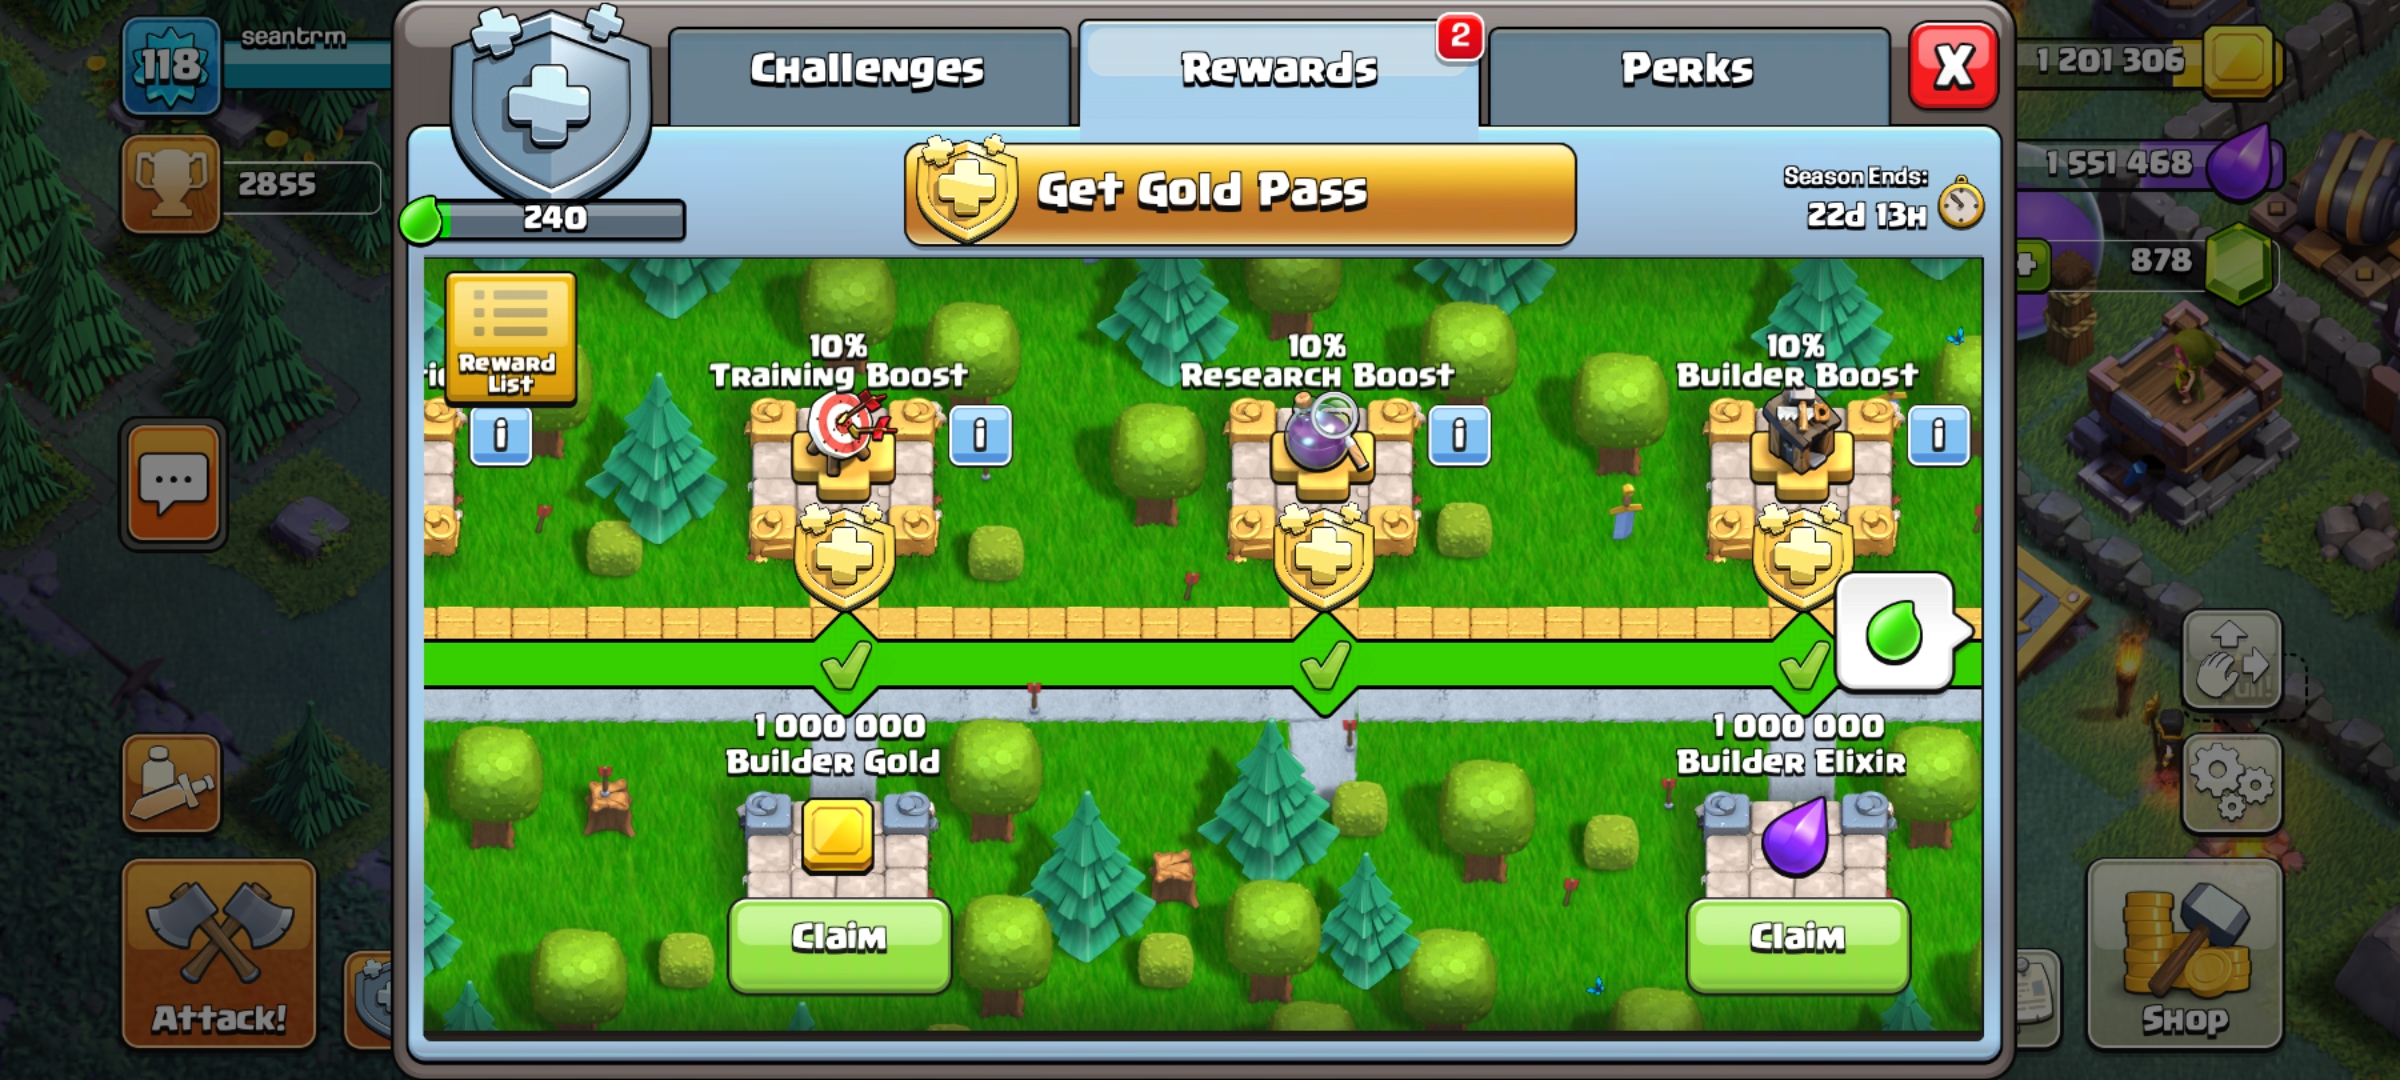 118
seantrm
2855
Challenges
Rewards
2
Perks
X
1 201 306
1 551 468
878
240
Get Gold Pass
Season Ends:
22d 13h
Reward
List
10%
Training Boost
10%
Research Boost
10%
Builder Boost
i
i
i
i
1 000 000
Builder Gold
1 000 000
Builder Elixir
Claim
Claim
Attack!
Shop